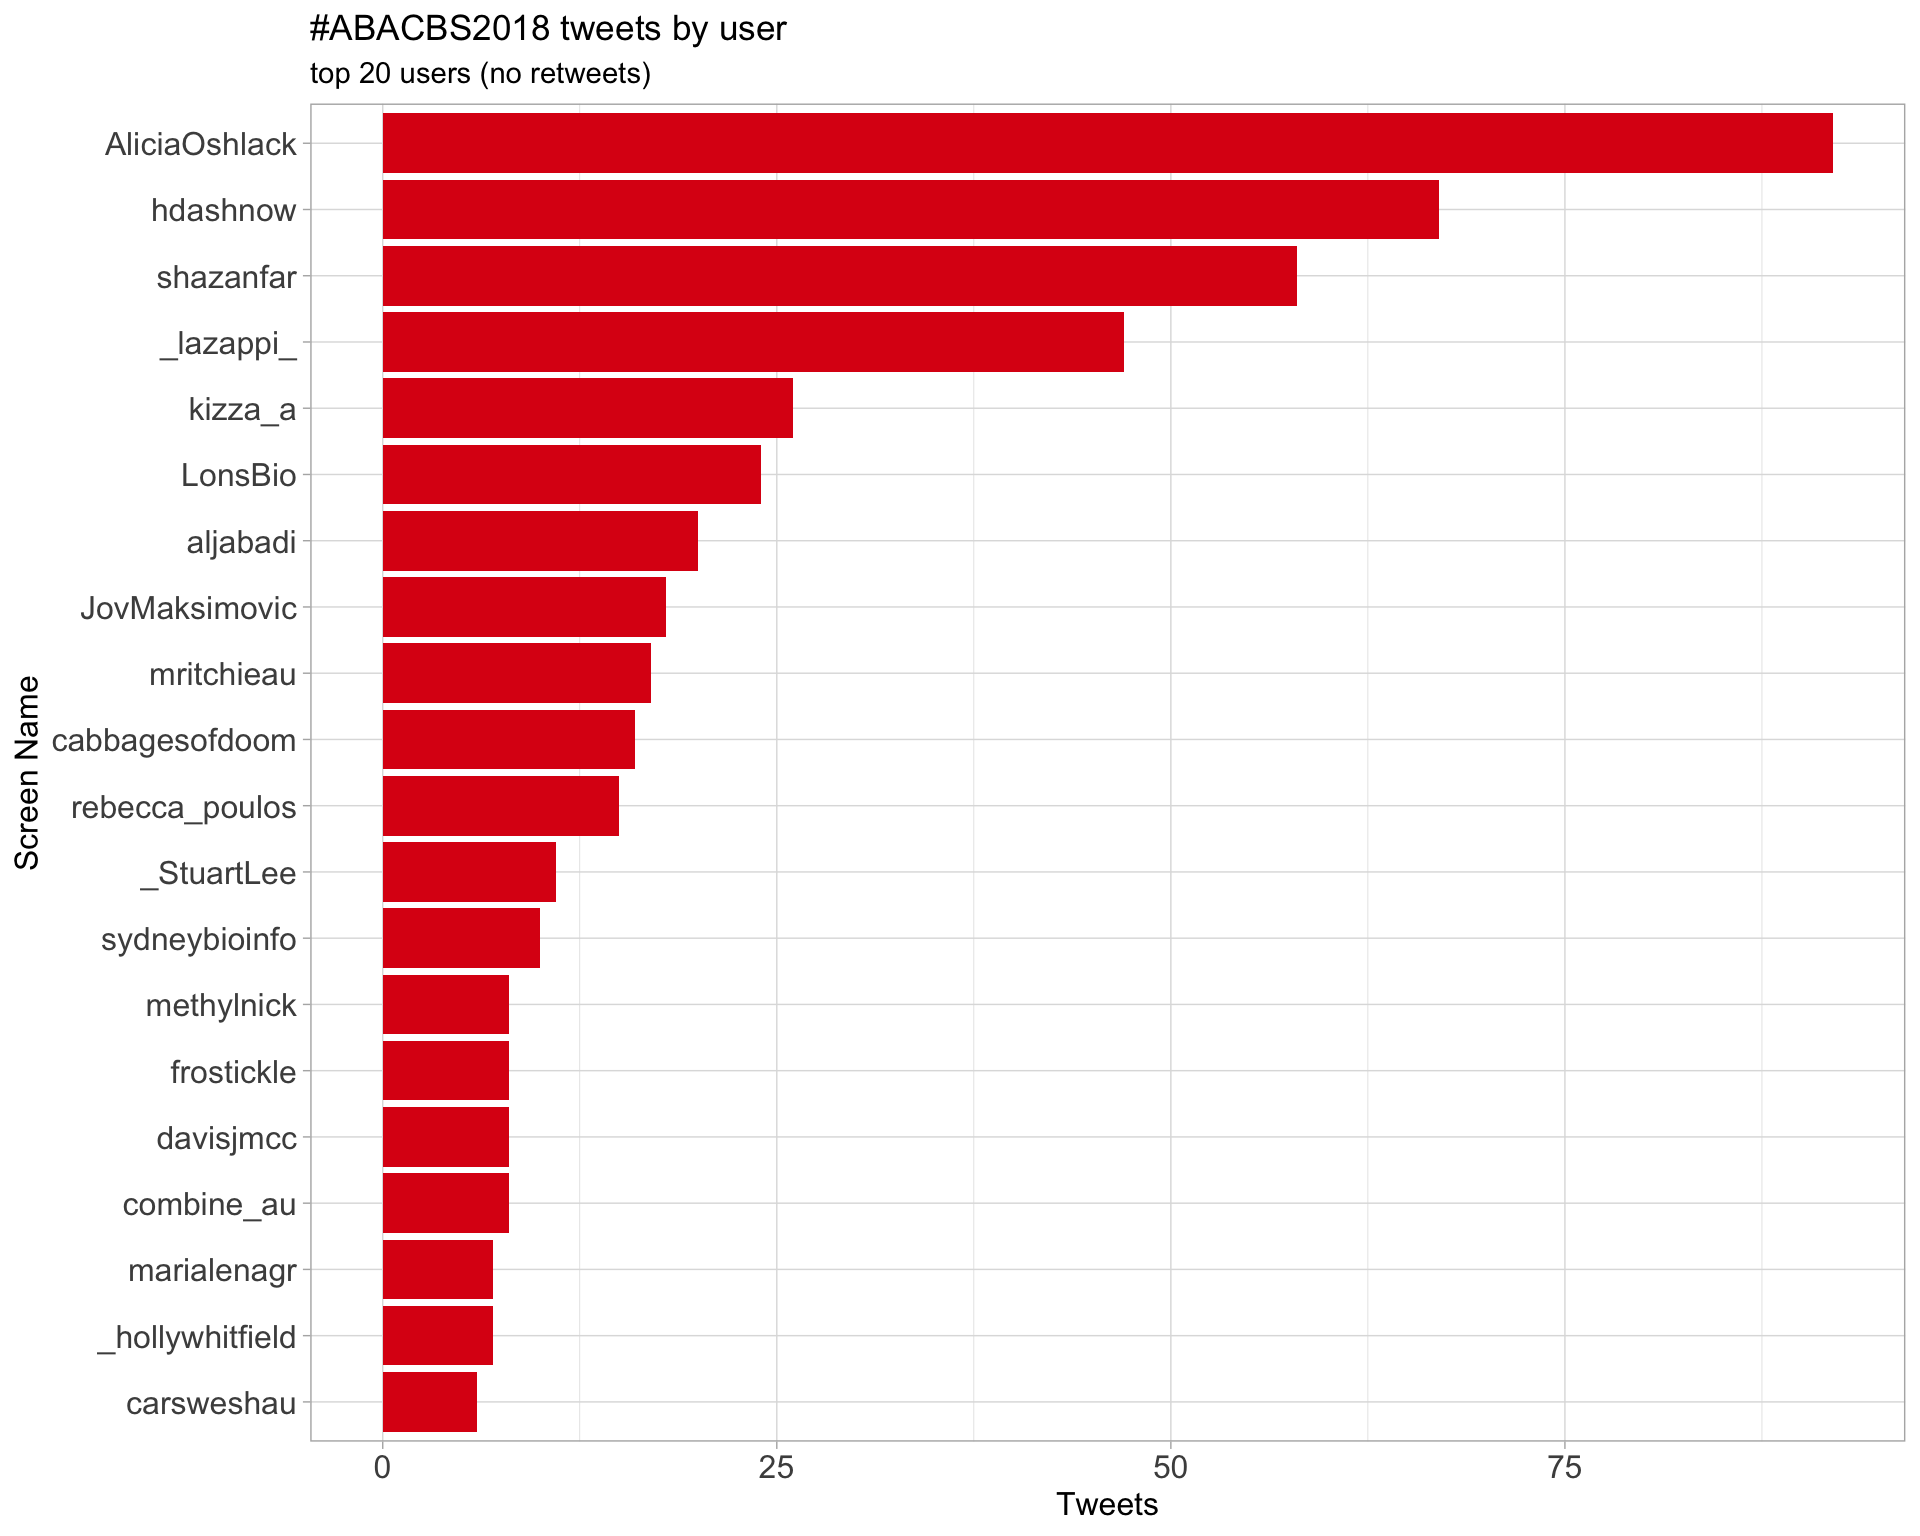 #ABACBS2018 tweets by user
top 20 users (no retweets)
Screen Name
AliciaOshlack
hdashnow
shazanfar
_lazappi_
kizza_a
LonsBio
aljabadi
JovMaksimovic
mritchieau
cabbagesofdoom
rebecca_poulos
_StuartLee
sydneybioinfo
methylnick
frostickle
davisjmcc
combine_au
marialenagr
_hollywhitfield
carsweshau
0 25 50 75
Tweets